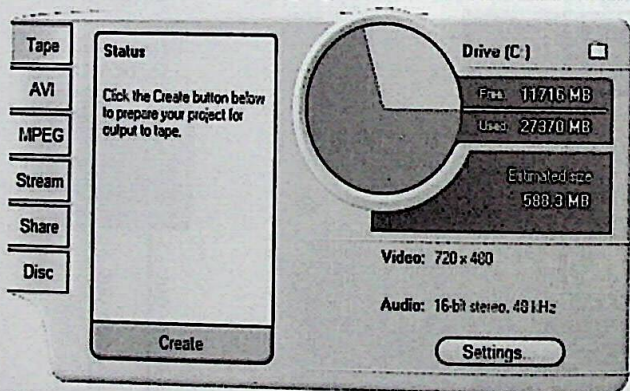 Tape
AVI
MPEG
Stream
Share
Disc
Status
Click the Create button below
to prepare your project for
output to tape.
Create
Drive (C:)
Free: 11716 MB
Used: 27370 MB
Estimated size
588.3 MB
Video: 720 x 480
Audio: 16-bit stereo, 48 kHz
Settings...